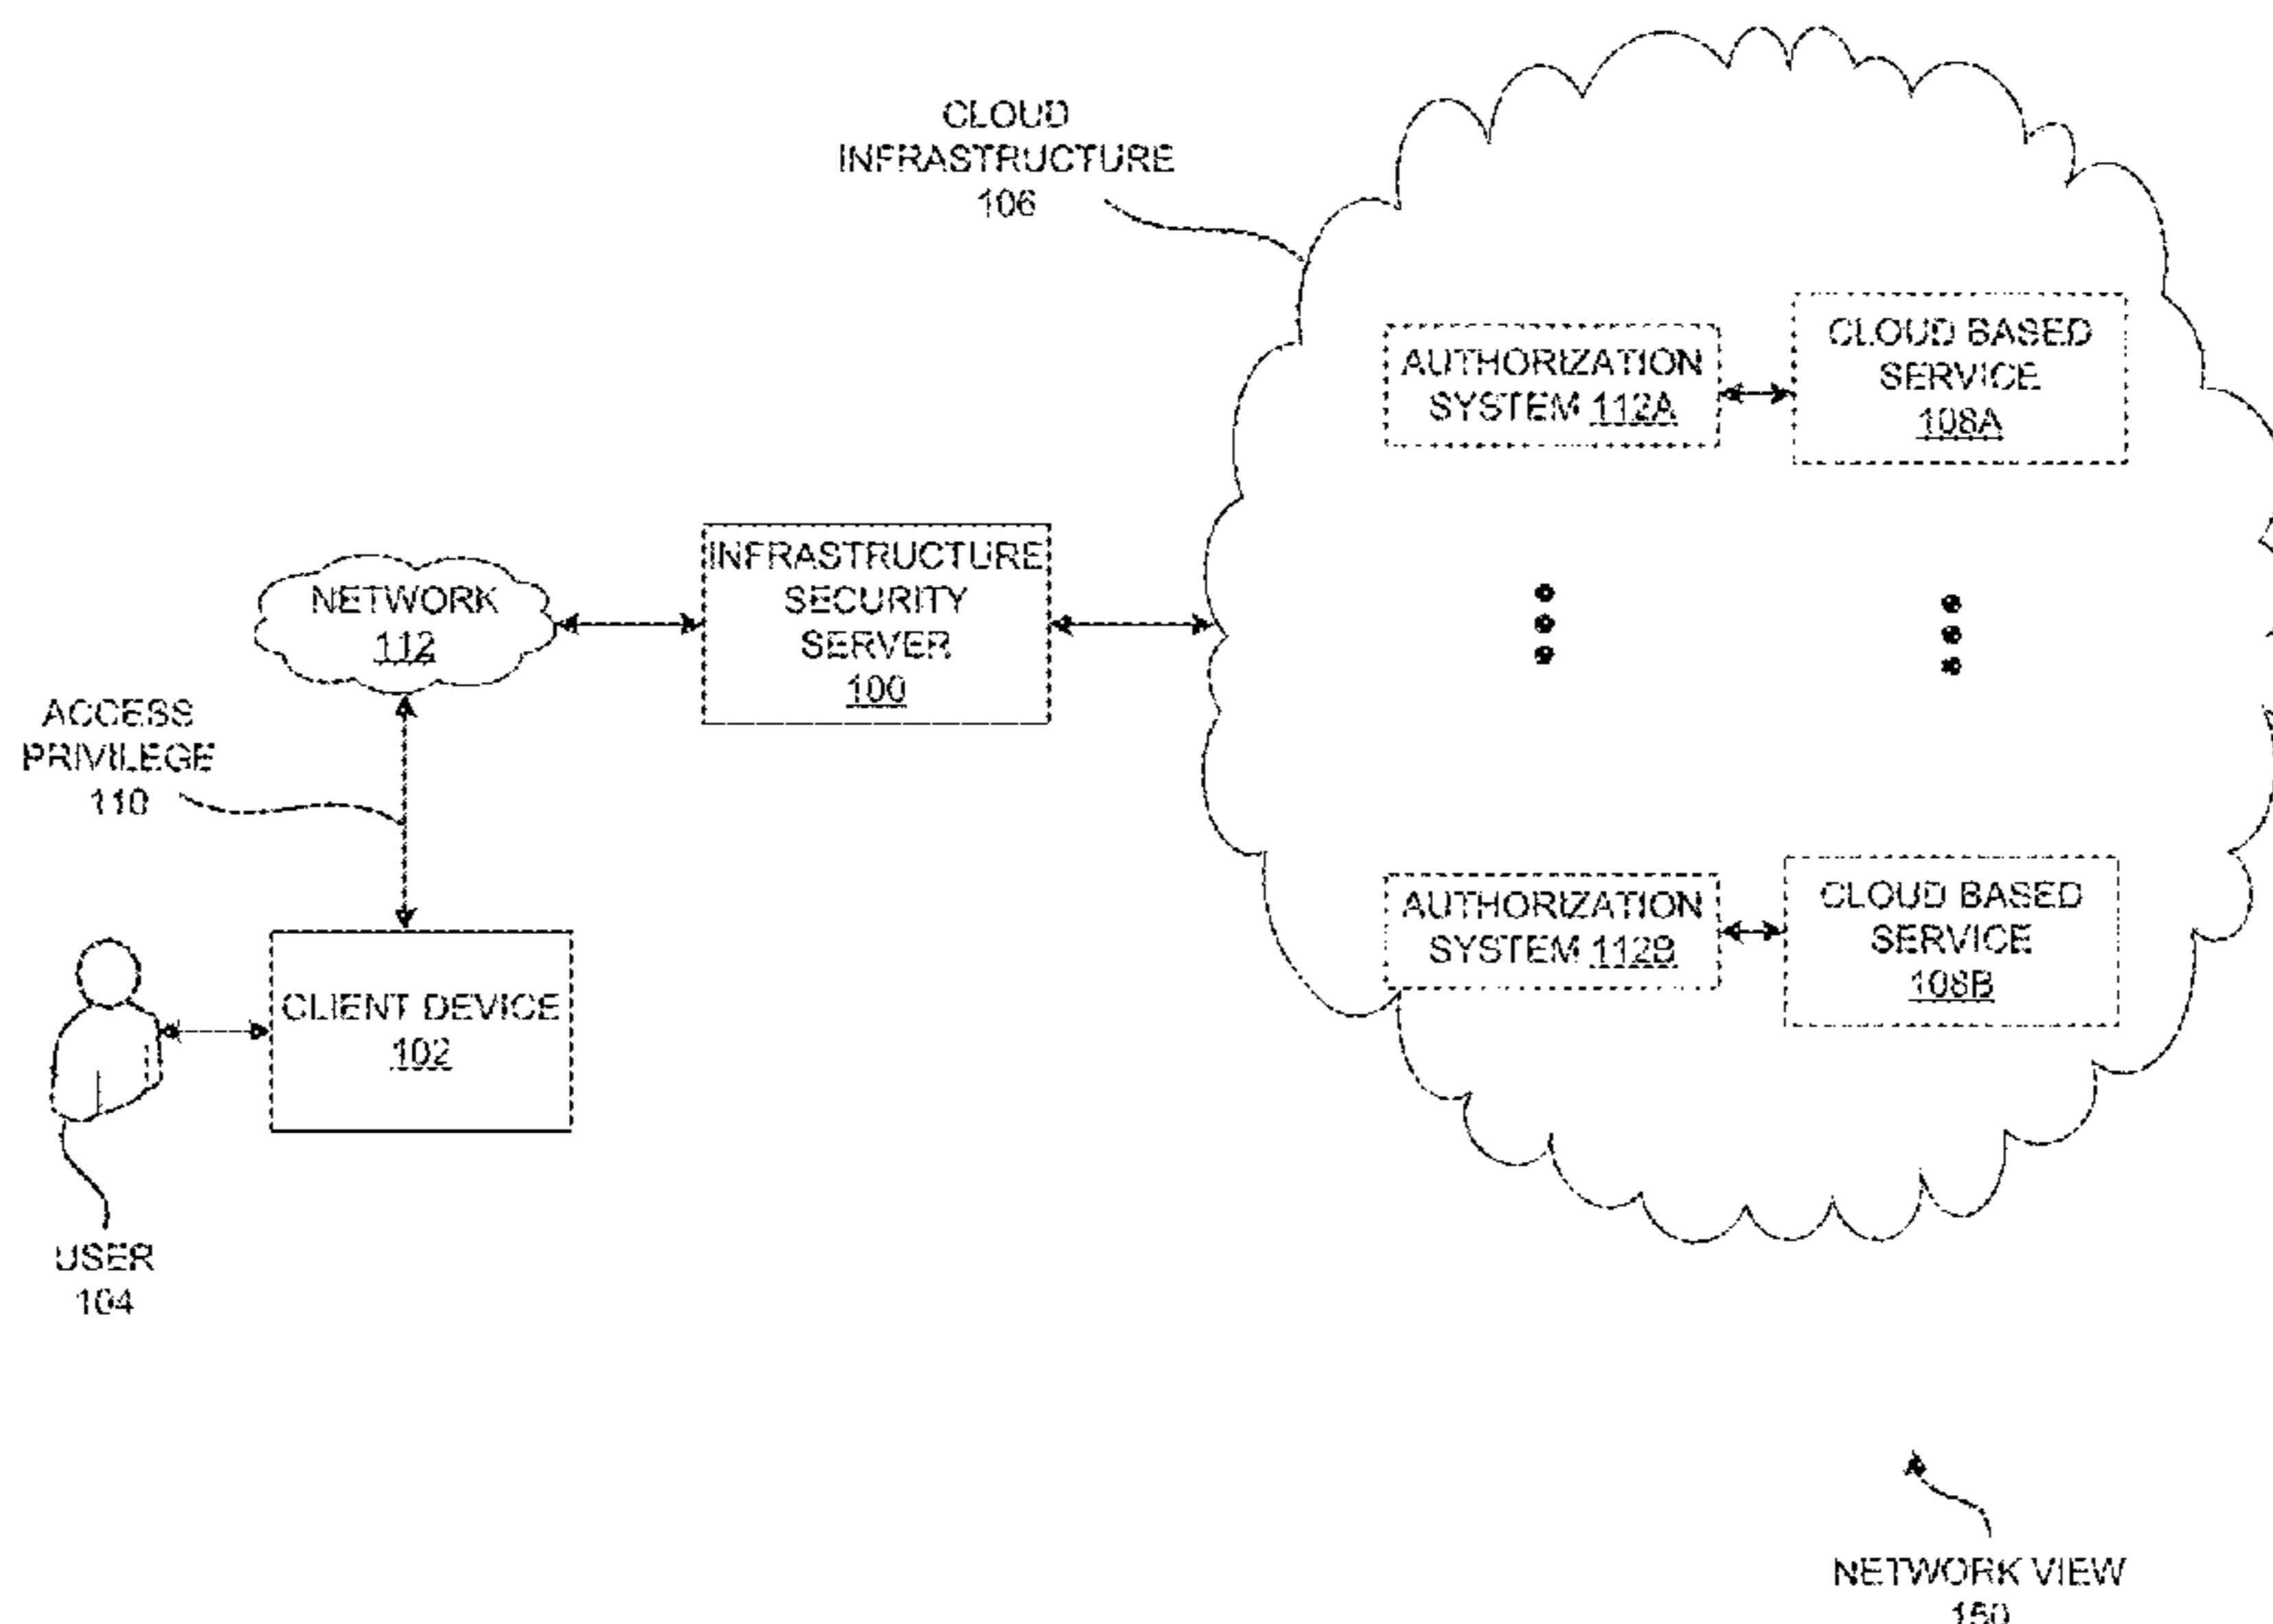 CLOUD
INFRASTRUCTURE
106
AUTHORIZATION
SYSTEM 112A
CLOUD BASED
SERVICE
108A
NETWORK
112
INFRASTRUCTURE
SECURITY
SERVER
100
ACCESS
PRIVILEGE
110
AUTHORIZATION
SYSTEM 112B
CLOUD BASED
SERVICE
108B
CLIENT DEVICE
102
USER
104
NETWORK VIEW
150